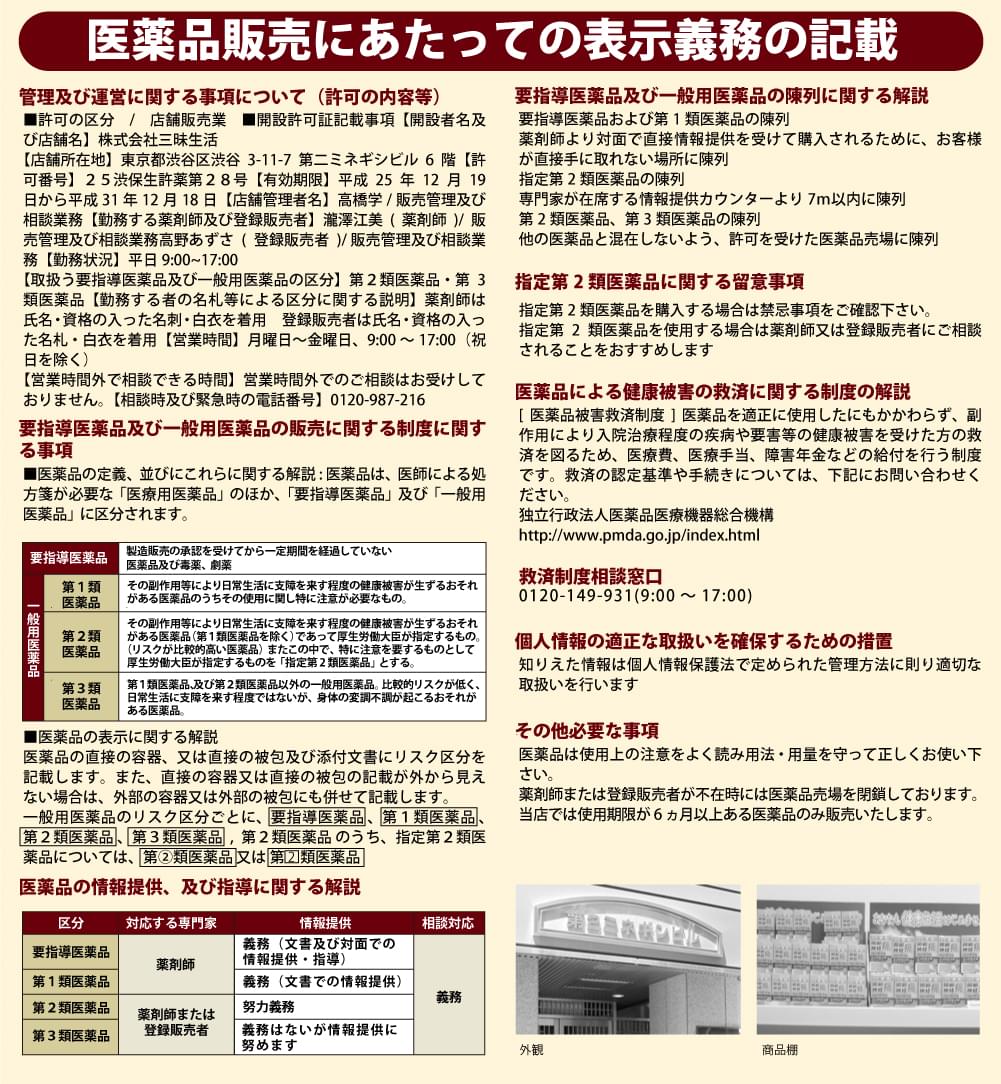 医薬品販売にあたっての表示義務の記載
管理及び運営に関する事項について（許可の内容等）
■許可の区分 / 店舗販売業 ■開設許可証記載事項【開設者名及
び店舗名】株式会社三昧生活
【店舗所在地】東京都渋谷区渋谷 3-11-7 第二ミネギシビル 6 階【許
可番号】２５渋保生許薬第２８号【有効期限】平成 25 年 12 月 19
日から平成 31 年 12 月 18 日【店舗管理者名】高橋学 / 販売管理及び
相談業務【勤務する薬剤師及び登録販売者】瀧澤江美 ( 薬剤師 )/ 販
売管理及び相談業務高野あずさ ( 登録販売者 )/ 販売管理及び相談業
務【勤務状況】平日 9:00~17:00
【取扱う要指導医薬品及び一般用医薬品の区分】第２類医薬品・第 3
類医薬品【勤務する者の名札等による区分に関する説明】薬剤師は
氏名・資格の入った名刺・白衣を着用　登録販売者は氏名・資格の入っ
た名札・白衣を着用【営業時間】月曜日〜金曜日、9:00 〜 17:00（祝
日を除く）
【営業時間外で相談できる時間】営業時間外でのご相談はお受けして
おりません。【相談時及び緊急時の電話番号】0120-987-216
要指導医薬品及び一般用医薬品の販売に関する制度に関す
る事項
■医薬品の定義、並びにこれらに関する解説 : 医薬品は、医師による処
方箋が必要な「医療用医薬品」のほか、「要指導医薬品」及び「一般用
医薬品」に区分されます。
要指導医薬品
製造販売の承認を受けてから一定期間を経過していない
医薬品及び毒薬、劇薬
一般用医薬品
第１類
医薬品
その副作用等により日常生活に支障を来す程度の健康被害が生ずるおそれ
がある医薬品のうちその使用に関し特に注意が必要なもの。
第２類
医薬品
その副作用等により日常生活に支障を来す程度の健康被害が生ずるおそれ
がある医薬品（第１類医薬品を除く）であって厚生労働大臣が指定するもの。
（リスクが比較的高い医薬品）またこの中で、特に注意を要するものとして
厚生労働大臣が指定するものを「指定第２類医薬品」とする。
第３類
医薬品
第１類医薬品、及び第２類医薬品以外の一般用医薬品。比較的リスクが低く、
日常生活に支障を来す程度ではないが、身体の変調不調が起こるおそれが
ある医薬品。
■医薬品の表示に関する解説
医薬品の直接の容器、又は直接の被包及び添付文書にリスク区分を
記載します。また、直接の容器又は直接の被包の記載が外から見え
ない場合は、外部の容器又は外部の被包にも併せて記載します。
一般用医薬品のリスク区分ごとに、要指導医薬品、第１類医薬品、
第２類医薬品、第３類医薬品 , 第２類医薬品 のうち、指定第２類医
薬品については、第②類医薬品又は第2類医薬品
医薬品の情報提供、及び指導に関する解説
区分 対応する専門家 情報提供 相談対応
要指導医薬品 薬剤師 義務（文書及び対面での
情報提供・指導） 義務
第１類医薬品 義務（文書での情報提供）
第２類医薬品 薬剤師または
登録販売者 努力義務
第３類医薬品 義務はないが情報提供に
努めます
要指導医薬品及び一般用医薬品の陳列に関する解説
要指導医薬品および第１類医薬品の陳列
薬剤師より対面で直接情報提供を受けて購入されるために、お客様
が直接手に取れない場所に陳列
指定第２類医薬品の陳列
専門家が在席する情報提供カウンターより 7m以内に陳列
第２類医薬品、第３類医薬品の陳列
他の医薬品と混在しないよう、許可を受けた医薬品売場に陳列
指定第 2 類医薬品に関する留意事項
指定第２類医薬品を購入する場合は禁忌事項をご確認下さい。
指定第 2 類医薬品を使用する場合は薬剤師又は登録販売者にご相談
されることをおすすめします
医薬品による健康被害の救済に関する制度の解説
[ 医薬品被害救済制度 ] 医薬品を適正に使用したにもかかわらず、副
作用により入院治療程度の疾病や要害等の健康被害を受けた方の救
済を図るため、医療費、医療手当、障害年金などの給付を行う制度
です。救済の認定基準や手続きについては、下記にお問い合わせく
ださい。
独立行政法人医薬品医療機器総合機構
http://www.pmda.go.jp/index.html
救済制度相談窓口
0120-149-931(9:00 〜 17:00)
個人情報の適正な取扱いを確保するための措置
知りえた情報は個人情報保護法で定められた管理方法に則り適切な
取扱いを行います
その他必要な事項
医薬品は使用上の注意をよく読み用法・用量を守って正しくお使い下
さい。
薬剤師または登録販売者が不在時には医薬品売場を閉鎖しております。
当店では使用期限が 6 ヵ月以上ある医薬品のみ販売いたします。
外観
商品棚